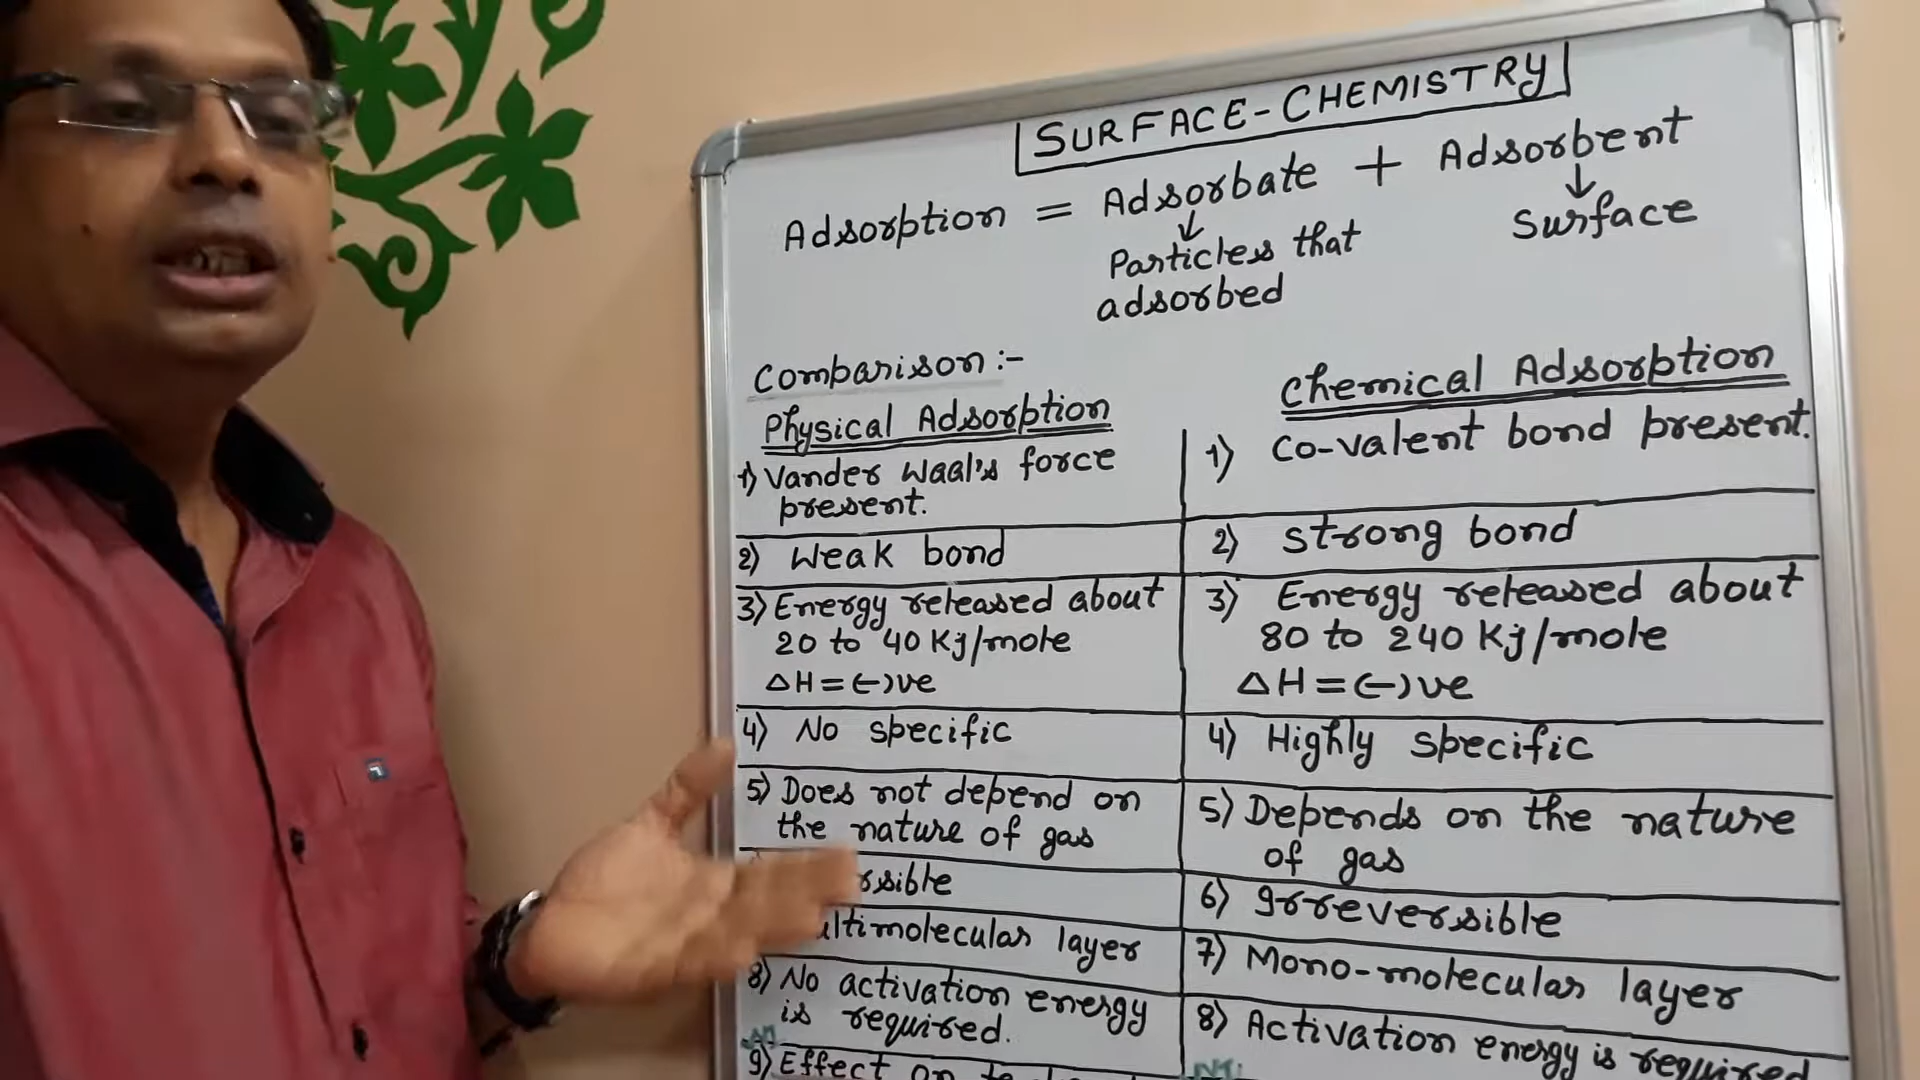 SURFACE-CHEMISTRY
Adsorption = Adsorbate + Adsorbent
↓ ↓
Particles that Surface
adsorbed
Comparison:-
Physical Adsorption
1) Vander Waal's force
present.
2) Weak bond
3) Energy released about
20 to 40 Kj/mole
ΔH = (-)ve
4) No specific
5) Does not depend on
the nature of gas
layer
8) No activation energy
is required.
9) Effect on
Chemical Adsorption
1) Co-valent bond present.
2) Strong bond
3) Energy released about
80 to 240 Kj/mole
ΔH = (-)ve
4) Highly specific
5) Depends on the nature
of gas
6) Irreversible
7) Mono-molecular layer
8) Activation energy is required